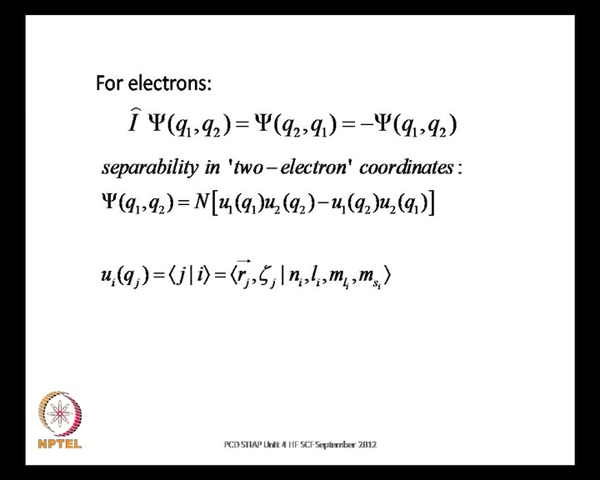 For electrons:
Î Ψ(q₁,q₂)=Ψ(q₂,q₁)=−Ψ(q₁,q₂)
separability in 'two−electron' coordinates:
Ψ(q₁,q₂)=N[u₁(q₁)u₂(q₂)−u₁(q₂)u₂(q₁)]
uᵢ(qⱼ)=⟨j|i⟩=⟨r⃗ⱼ,ζⱼ|nᵢ,lᵢ,m_{lᵢ},m_{sᵢ}⟩
NPTEL
PCD STiAP Unit 4 HF SCF September 2012